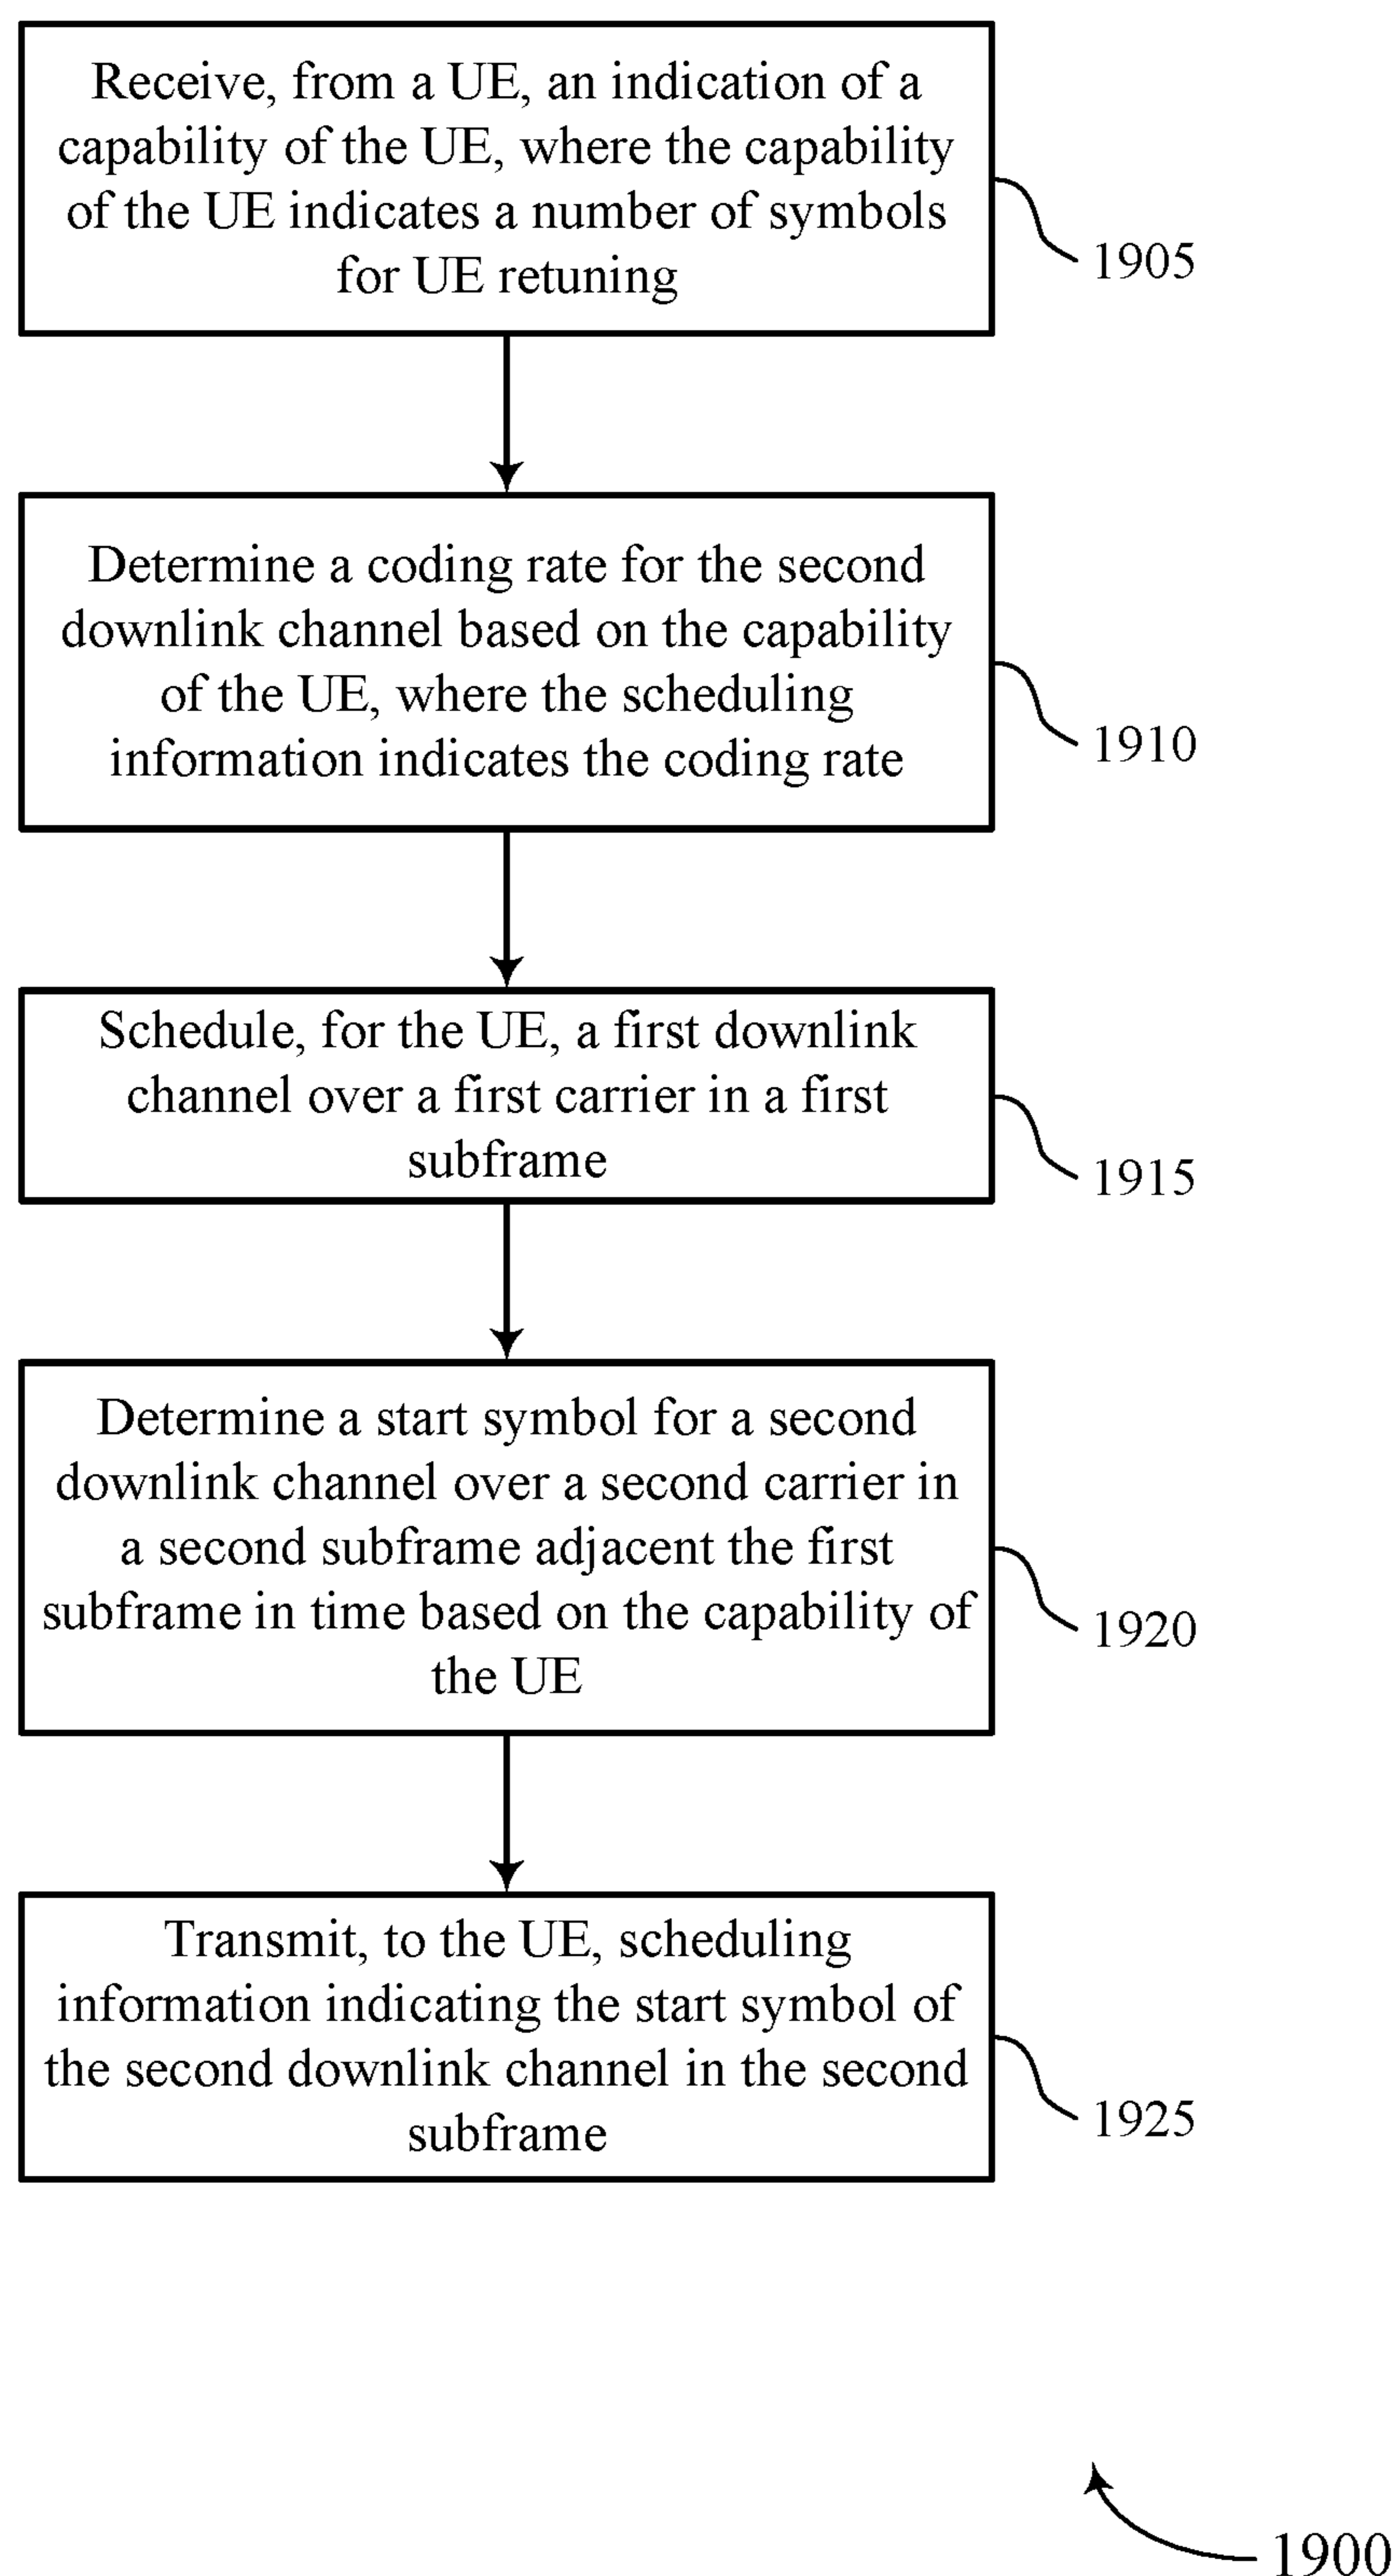 Receive, from a UE, an indication of a
capability of the UE, where the capability
of the UE indicates a number of symbols
for UE retuning
1905
Determine a coding rate for the second
downlink channel based on the capability
of the UE, where the scheduling
information indicates the coding rate
1910
Schedule, for the UE, a first downlink
channel over a first carrier in a first
subframe
1915
Determine a start symbol for a second
downlink channel over a second carrier in
a second subframe adjacent the first
subframe in time based on the capability of
the UE
1920
Transmit, to the UE, scheduling
information indicating the start symbol of
the second downlink channel in the second
subframe
1925
1900